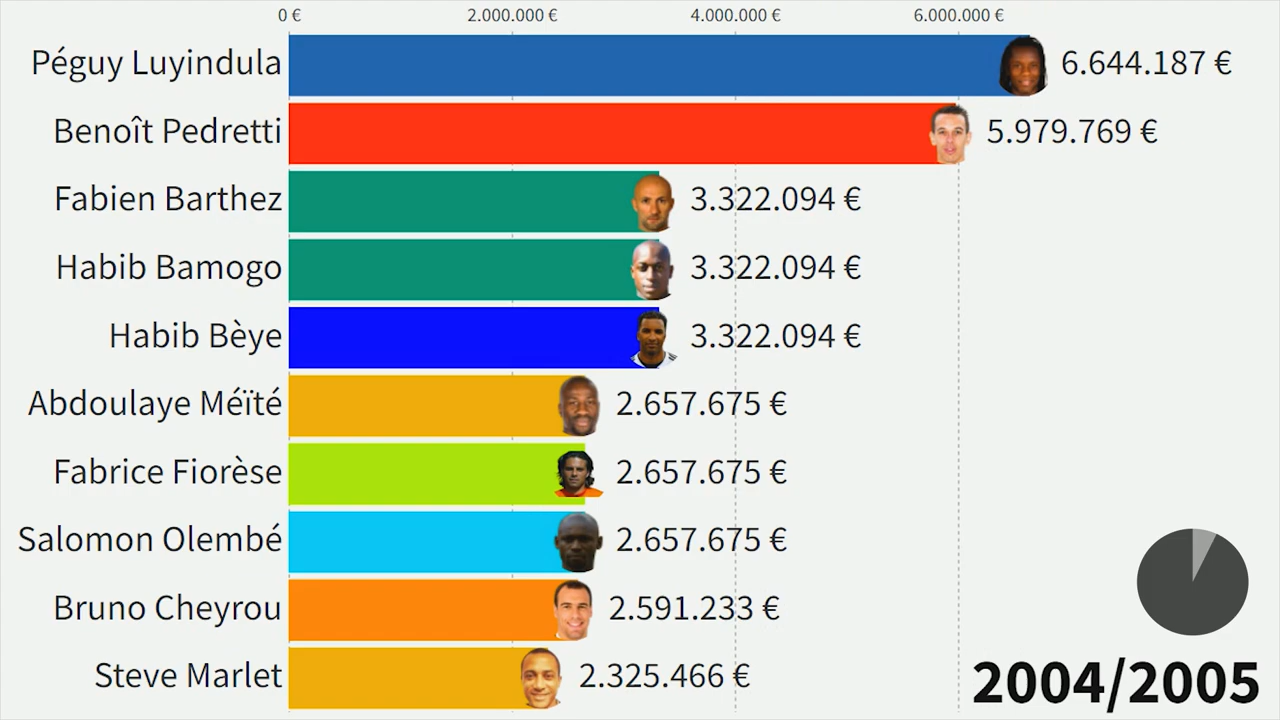 0 € 2.000.000 € 4.000.000 € 6.000.000 €
Péguy Luyindula 6.644.187 €
Benoît Pedretti 5.979.769 €
Fabien Barthez 3.322.094 €
Habib Bamogo 3.322.094 €
Habib Bèye 3.322.094 €
Abdoulaye Méïté 2.657.675 €
Fabrice Fiorèse 2.657.675 €
Salomon Olembé 2.657.675 €
Bruno Cheyrou 2.591.233 €
Steve Marlet 2.325.466 €
2004/2005